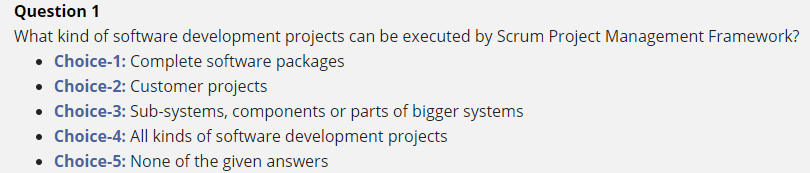 Question 1
What kind of software development projects can be executed by Scrum Project Management Framework?
• Choice-1: Complete software packages
• Choice-2: Customer projects
• Choice-3: Sub-systems, components or parts of bigger systems
• Choice-4: All kinds of software development projects
• Choice-5: None of the given answers